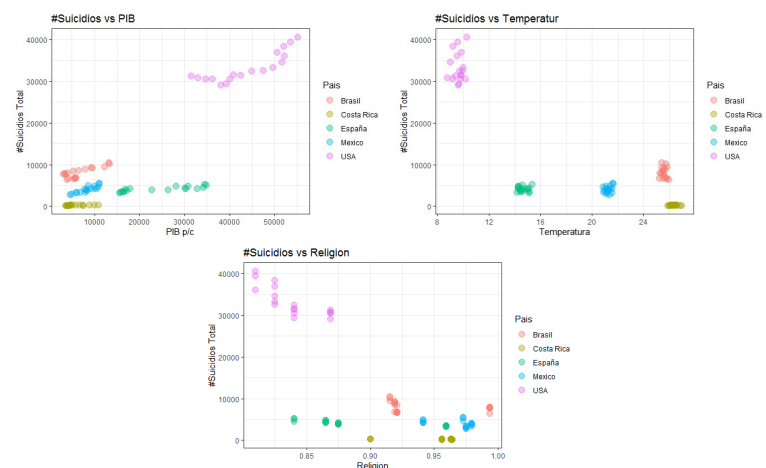 #Suicidios vs PIB
#Suicidios Total
40000
30000
20000
10000
0
10000 20000 30000 40000 50000
PIB p/c
Pais
Brasil
Costa Rica
España
Mexico
USA
#Suicidios vs Temperatur
#Suicidios Total
40000
30000
20000
10000
0
8 12 16 20 24
Temperatura
Pais
Brasil
Costa Rica
España
Mexico
USA
#Suicidios vs Religion
#Suicidios Total
40000
30000
20000
10000
0
0.85 0.90 0.95 1.00
Religion
Pais
Brasil
Costa Rica
España
Mexico
USA